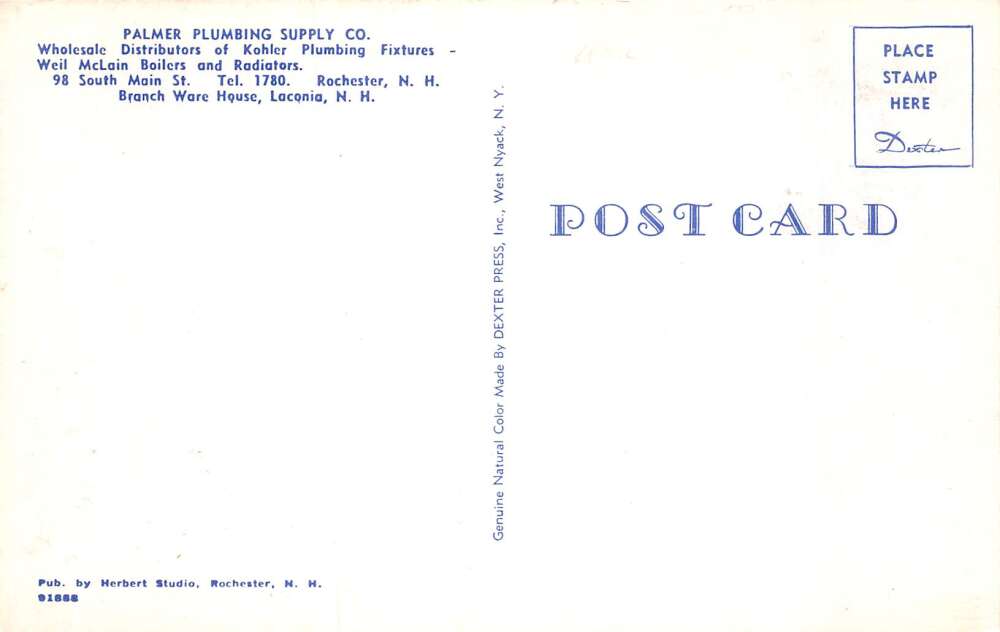 PALMER PLUMBING SUPPLY CO.
Wholesale Distributors of Kohler Plumbing Fixtures -
Weil McLain Boilers and Radiators.
98 South Main St. Tel. 1780. Rochester, N. H.
Branch Ware House, Laconia, N. H.
Pub. by Herbert Studio, Rochester, N. H.
91888
Genuine Natural Color Made By DEXTER PRESS, Inc., West Nyack, N. Y.
PLACE
STAMP
HERE
Dexter
POST CARD